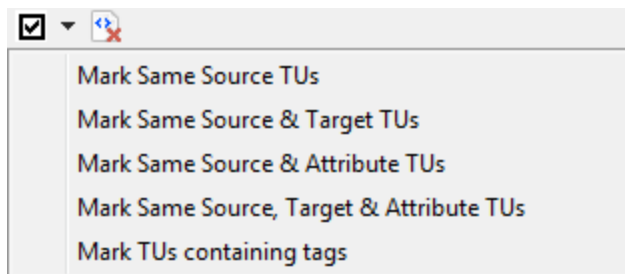 Mark Same Source TUs
Mark Same Source & Target TUs
Mark Same Source & Attribute TUs
Mark Same Source, Target & Attribute TUs
Mark TUs containing tags